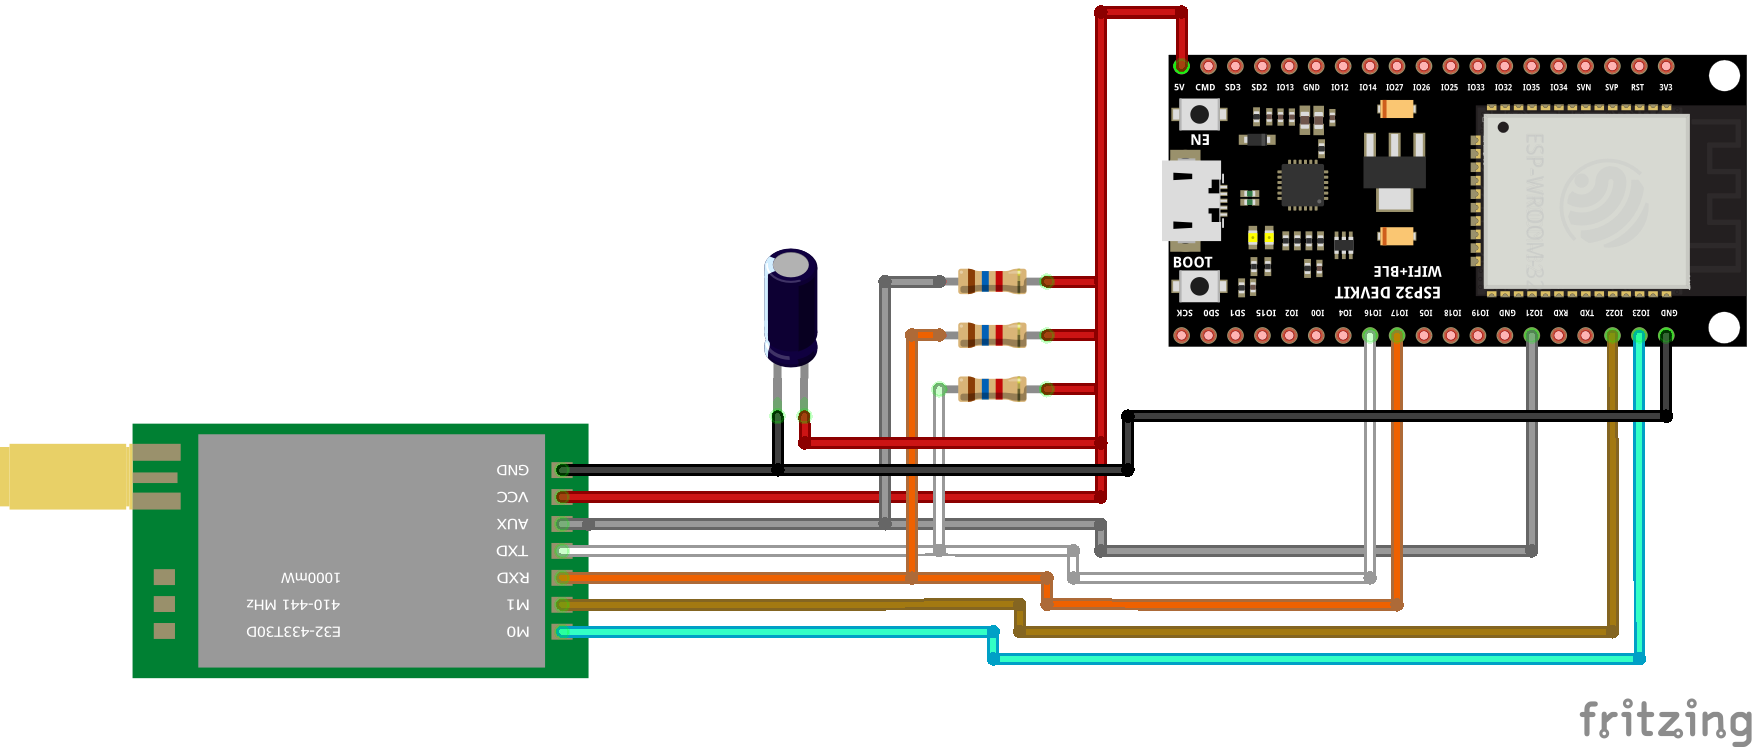 5V CMD SD3 SD2 IO13 GND IO12 IO14 IO27 IO26 IO25 IO33 IO32 IO35 IO34 SVN SVP RST 3V3
EN
ESP-WROOM-3
BOOT
WIFI+BLE
ESP32 DEVKIT
SCK SD0 SD1 IO15 IO2 IO0 IO4 IO16 IO17 IO5 IO18 IO19 GND IO21 RXD TXD IO22 IO23 GND
GND
VCC
AUX
TXD
RXD
M1
M0
1000mW
410-441 MHz
E32-433T30D
fritzing